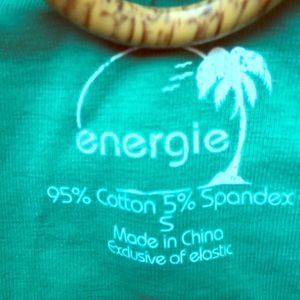 energie
95% Cotton 5% Spandex
S
Made in China
Exclusive of elastic